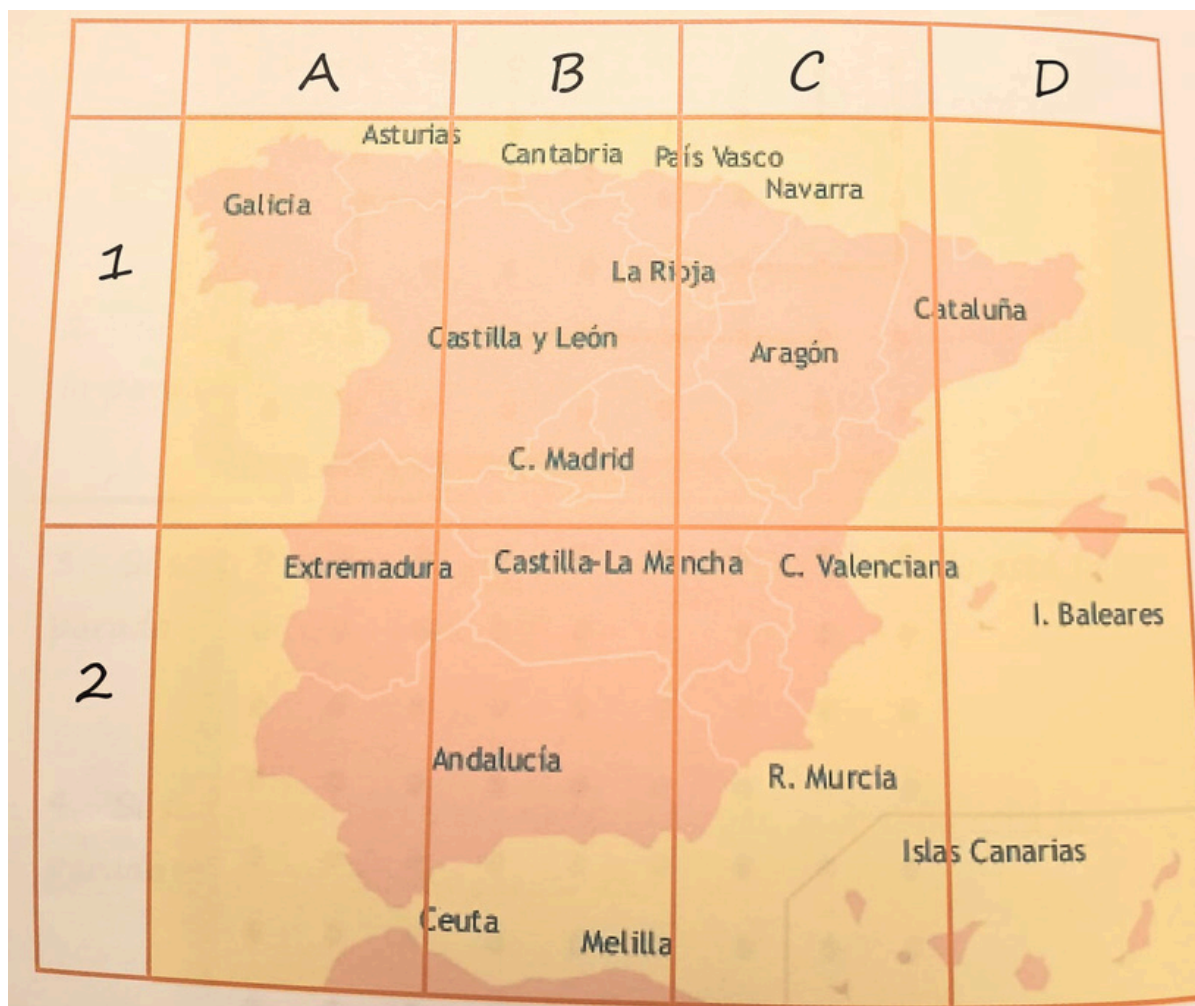 A B C D
Asturias
Cantabria País Vasco
Navarra
Galicia
1
La Rioja
Cataluña
Castilla y León
Aragón
C. Madrid
Extremadura Castilla-La Mancha C. Valenciana
I. Baleares
2
Andalucía
R. Murcia
Islas Canarias
Ceuta
Melilla